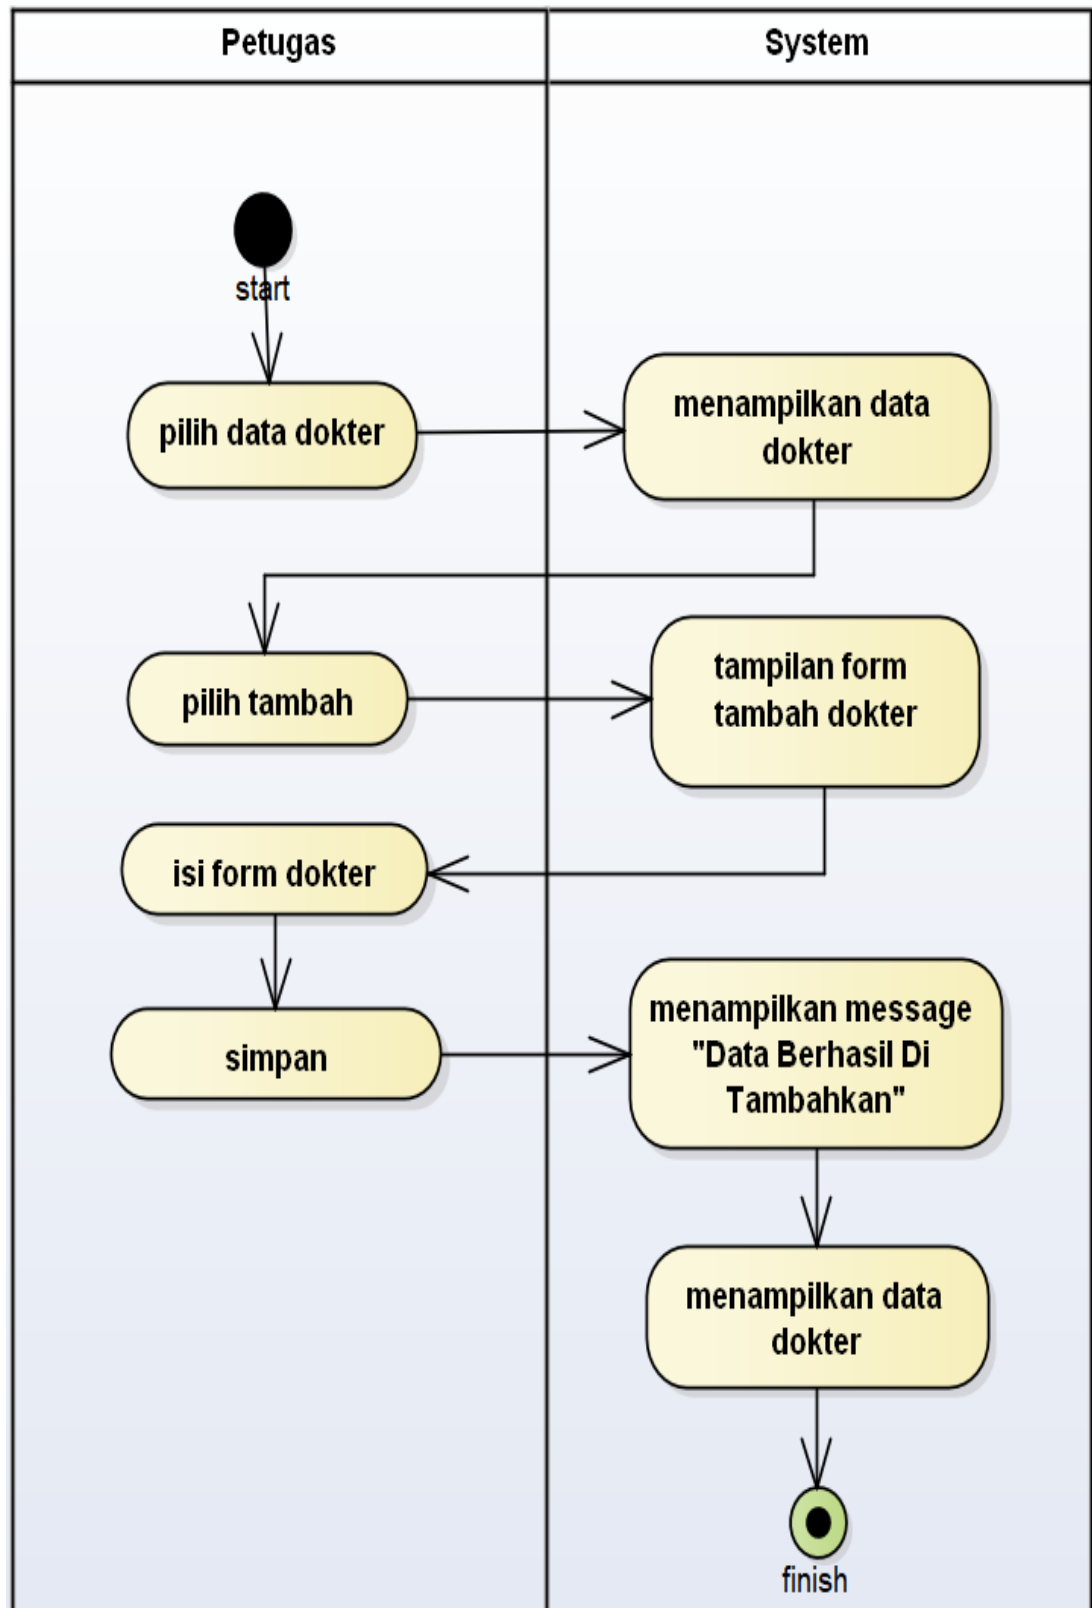 Petugas
System
start
pilih data dokter
menampilkan data
dokter
pilih tambah
tampilan form
tambah dokter
isi form dokter
simpan
menampilkan message
"Data Berhasil Di
Tambahkan"
menampilkan data
dokter
finish